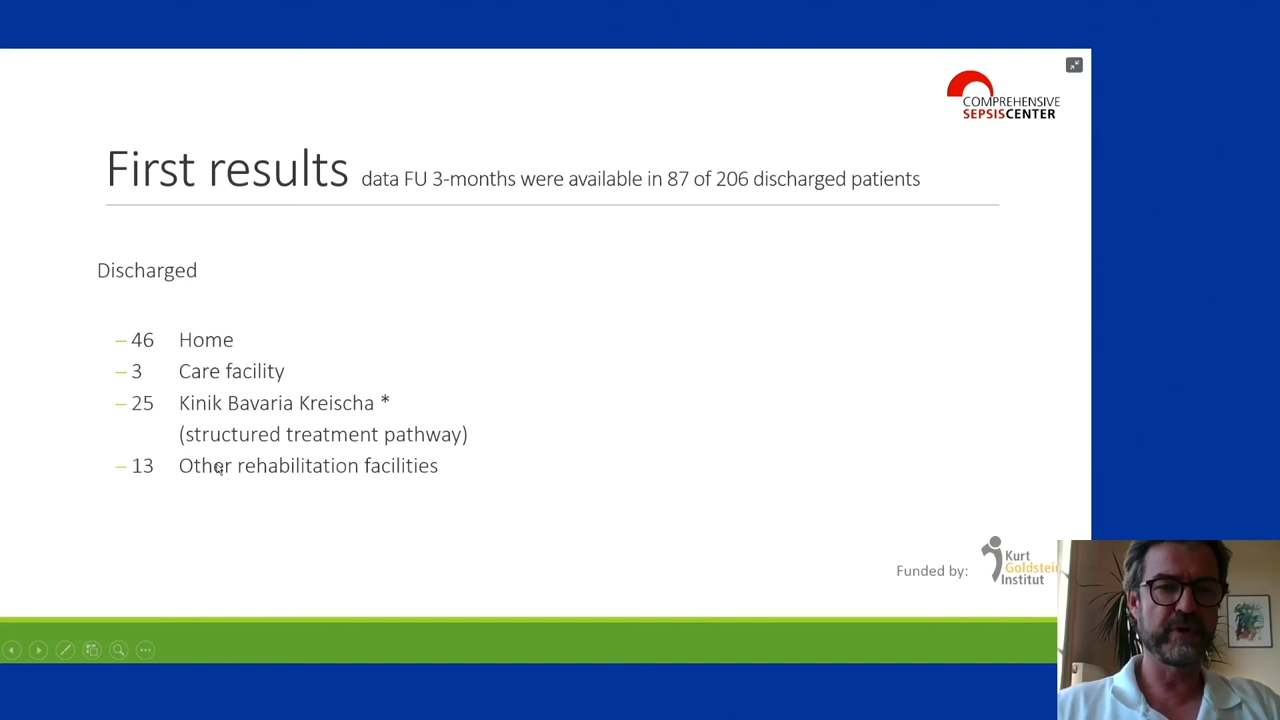 COMPREHENSIVE
SEPSISCENTER
First results data FU 3-months were available in 87 of 206 discharged patients
Discharged
– 46 Home
– 3 Care facility
– 25 Kinik Bavaria Kreischa *
(structured treatment pathway)
– 13 Other rehabilitation facilities
Funded by:
Kurt
Goldstein
Institut